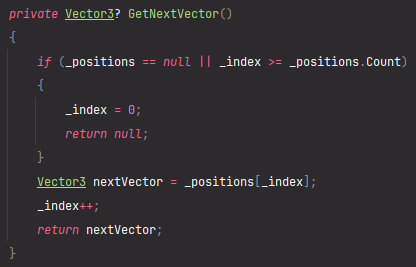 private Vector3? GetNextVector()
{
    if (_positions == null || _index >= _positions.Count)
    {
        _index = 0;
        return null;
    }
    Vector3 nextVector = _positions[_index];
    _index++;
    return nextVector;
}